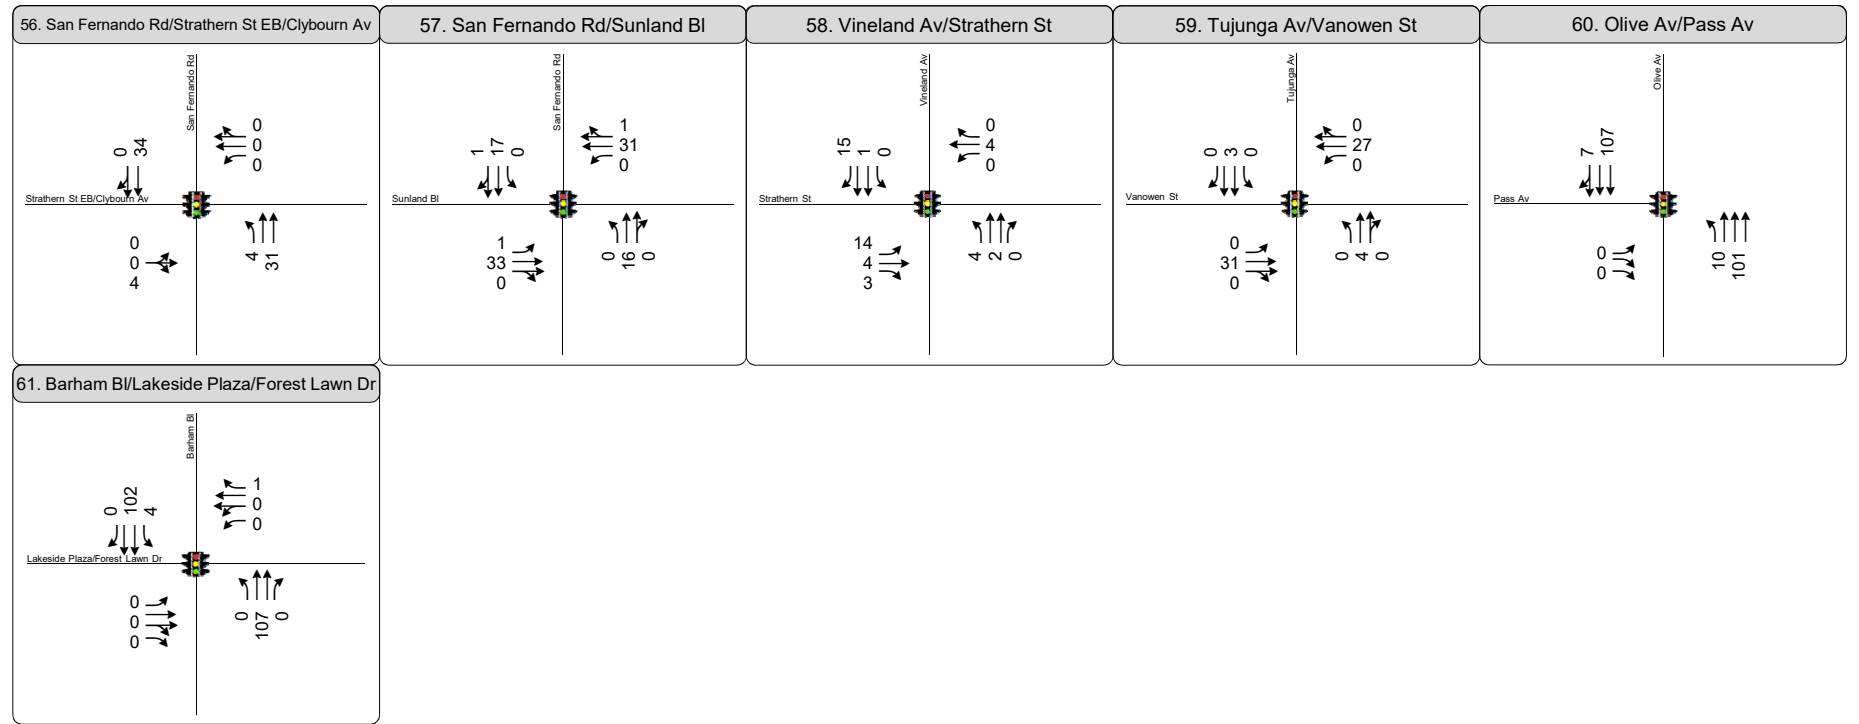 56. San Fernando Rd/Strathern St EB/Clybourn Av
San Fernando Rd
0 34
0
0
0
Strathern St EB/Clybourn Av
0
0
4
4 31
57. San Fernando Rd/Sunland Bl
San Fernando Rd
1 17 0
1
31
0
Sunland Bl
1
33
0
0 16 0
58. Vineland Av/Strathern St
Vineland Av
15 1 0
0
4
0
Strathern St
14
4
3
4 2 0
59. Tujunga Av/Vanowen St
Tujunga Av
0 3 0
0
27
0
Vanowen St
0
31
0
0 4 0
60. Olive Av/Pass Av
Olive Av
7 107
Pass Av
0
0
10 101
61. Barham Bl/Lakeside Plaza/Forest Lawn Dr
Barham Bl
0 102 4
1
0
0
Lakeside Plaza/Forest Lawn Dr
0
0
0
0 107 0